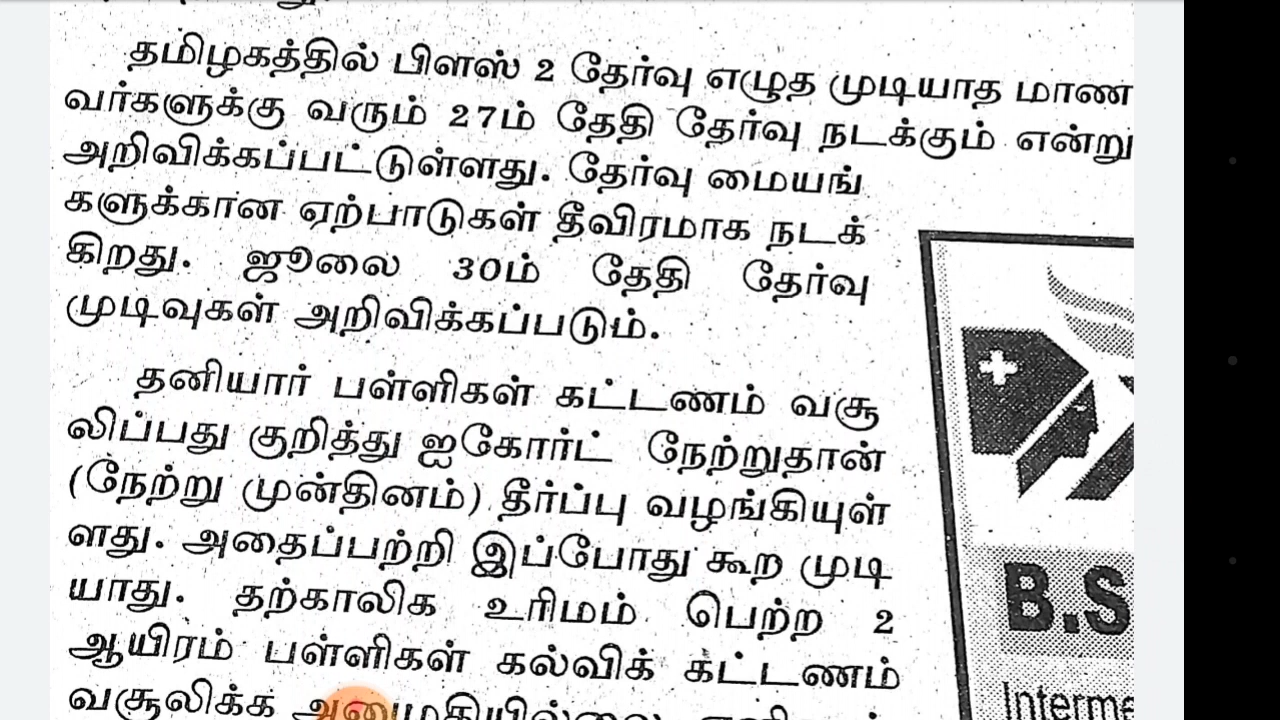 தமிழகத்தில் பிளஸ் 2 தேர்வு எழுத முடியாத மாண
வர்களுக்கு வரும் 27ம் தேதி தேர்வு நடக்கும் என்று
அறிவிக்கப்பட்டுள்ளது. தேர்வு மையங்
களுக்கான ஏற்பாடுகள் தீவிரமாக நடக்
கிறது. ஜூலை 30ம் தேதி தேர்வு
முடிவுகள் அறிவிக்கப்படும்.
தனியார் பள்ளிகள் கட்டணம் வசூ
லிப்பது குறித்து ஐகோர்ட் நேற்றுதான்
(நேற்று முன்தினம்) தீர்ப்பு வழங்கியுள்
ளது. அதைப்பற்றி இப்போது கூற முடி
யாது. தற்காலிக உரிமம் பெற்ற 2
ஆயிரம் பள்ளிகள் கல்விக் கட்டணம்
வசூலிக்க அனுமதியில்லை.
B.S
Interme